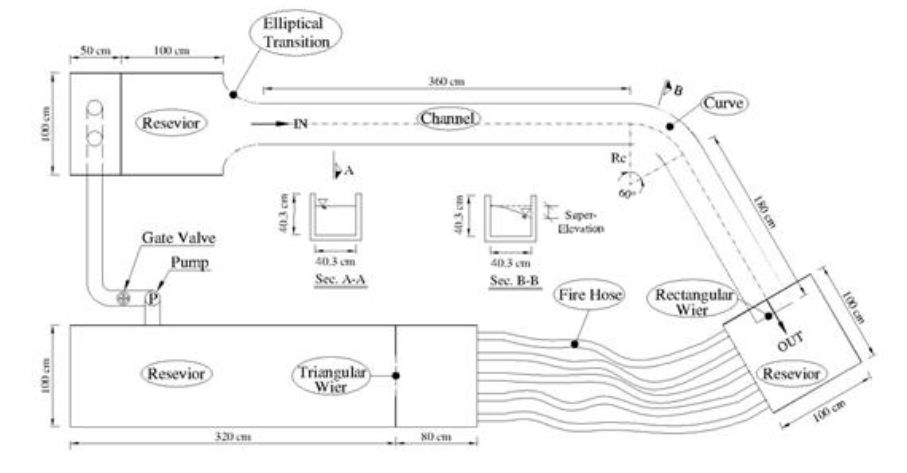 Elliptical
Transition
50 cm
100 cm
360 cm
B
Curve
100 cm
Resevior
IN
Channel
Rc
60°
A
180 cm
40.3 cm
40.3 cm
Sec. A-A
40.3 cm
40.3 cm
Sec. B-B
Super-
Elevation
Gate Valve
Pump
P
Fire Hose
Rectangular
Wier
100 cm
OUT
Resevior
100 cm
100 cm
Resevior
Triangular
Wier
320 cm
80 cm